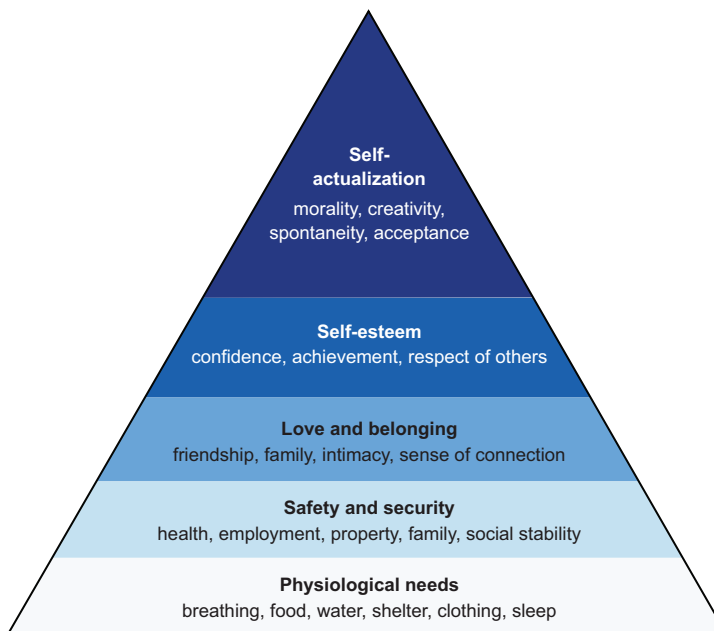 Self-
actualization
morality, creativity,
spontaneity, acceptance
Self-esteem
confidence, achievement, respect of others
Love and belonging
friendship, family, intimacy, sense of connection
Safety and security
health, employment, property, family, social stability
Physiological needs
breathing, food, water, shelter, clothing, sleep